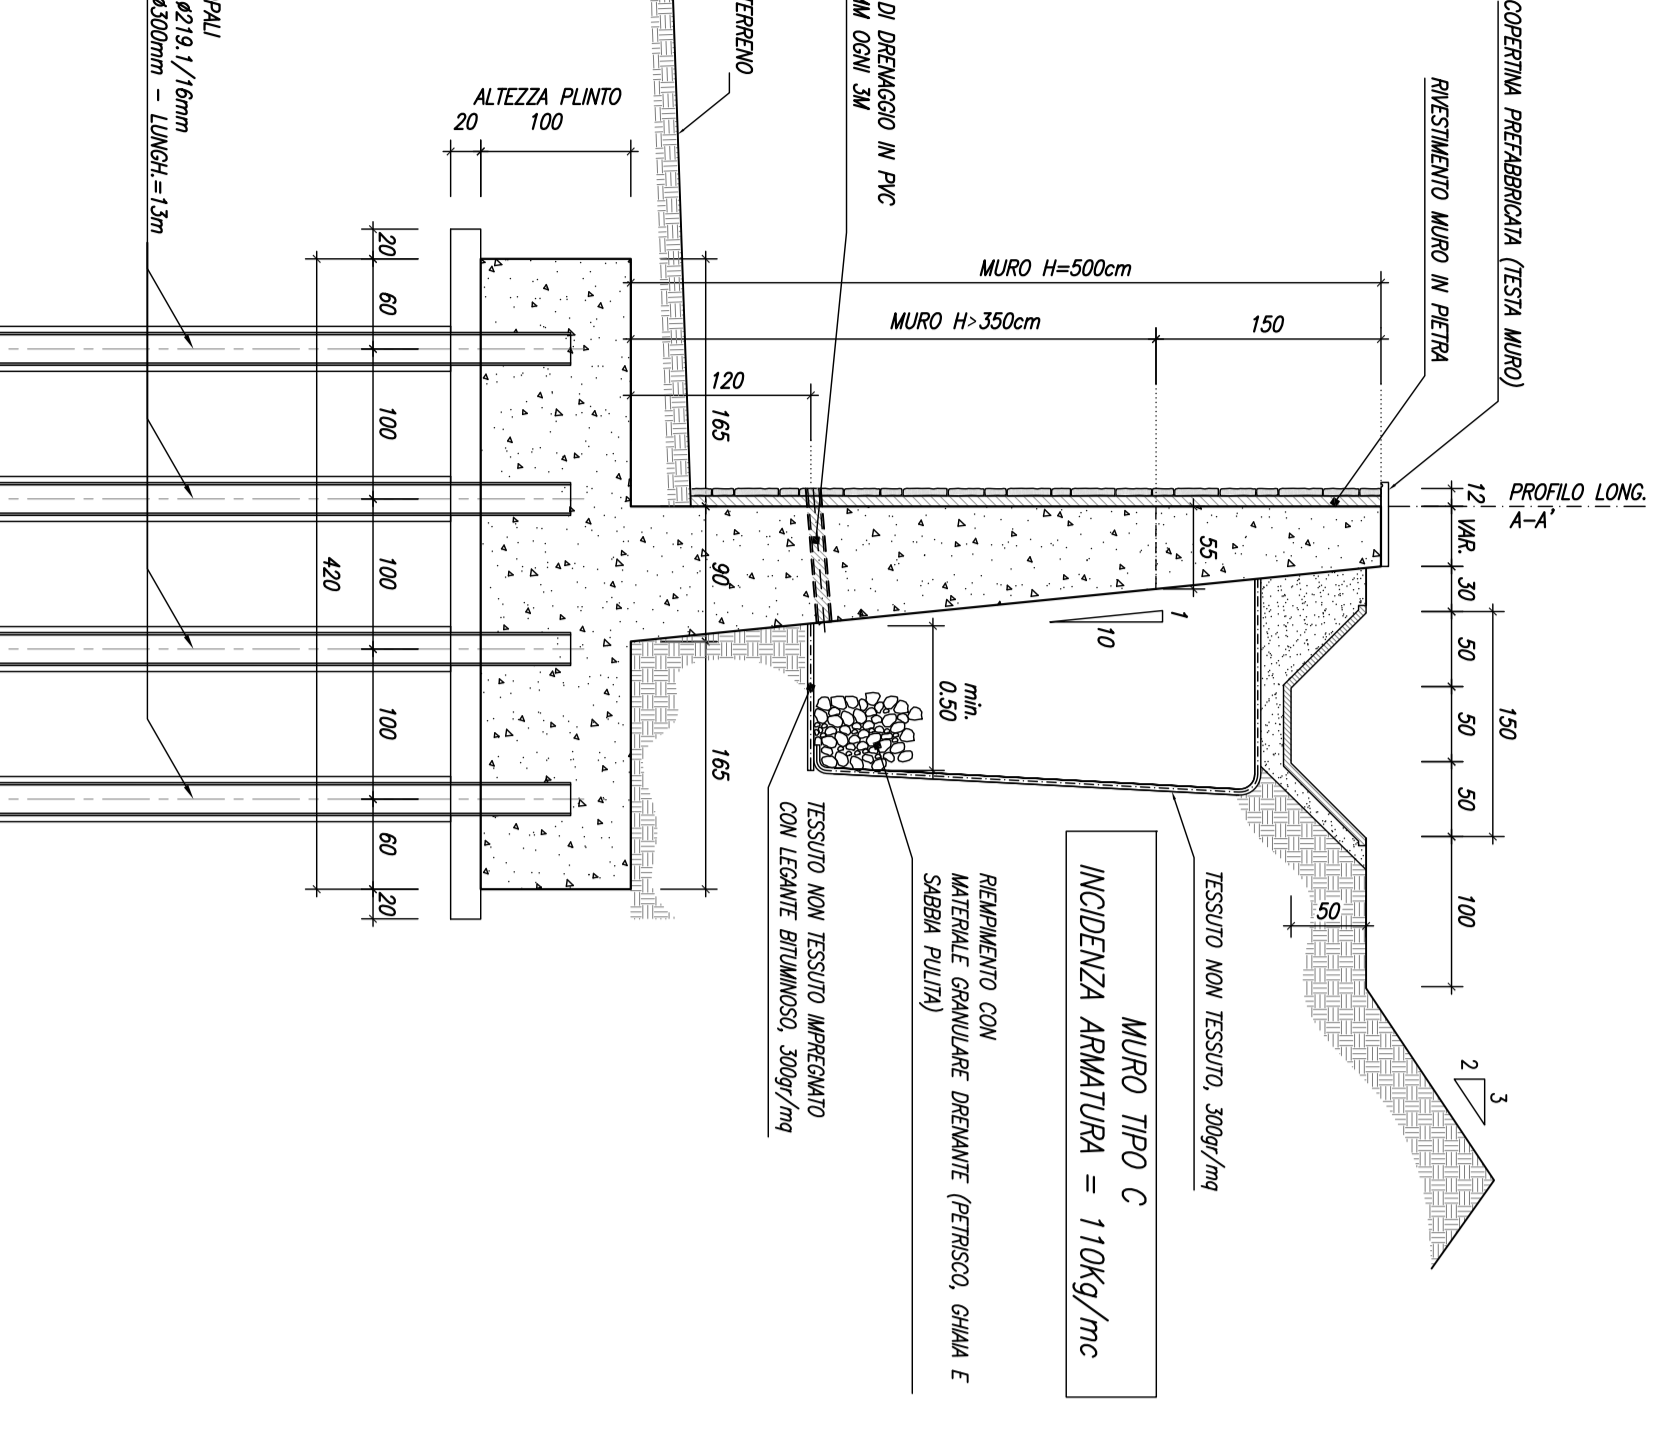 COPERTINA PREFABBRICATA (TESTA MURO)
RIVESTIMENTO MURO IN PIETRA
PROFILO LONG.
A-A'
12
VAR.
30
50
50
50
150
100
50
2
3
MURO H=500cm
MURO H>350cm
150
120
165
90
165
55
1
10
min.
0.50
DI DRENAGGIO IN PVC
MM OGNI 3M
TERRENO
ALTEZZA PLINTO
20
100
20
60
100
100
100
60
20
420
PALI
ø219.1/16mm
ø300mm - LUNGH.=13m
TESSUTO NON TESSUTO, 300gr/mq
MURO TIPO C
INCIDENZA ARMATURA = 110Kg/mc
RIEMPIMENTO CON
MATERIALE GRANULARE DRENANTE (PETRISCO, GHIAIA E
SABBIA PULITA)
TESSUTO NON TESSUTO IMPREGNATO
CON LEGANTE BITUMINOSO, 300gr/mq